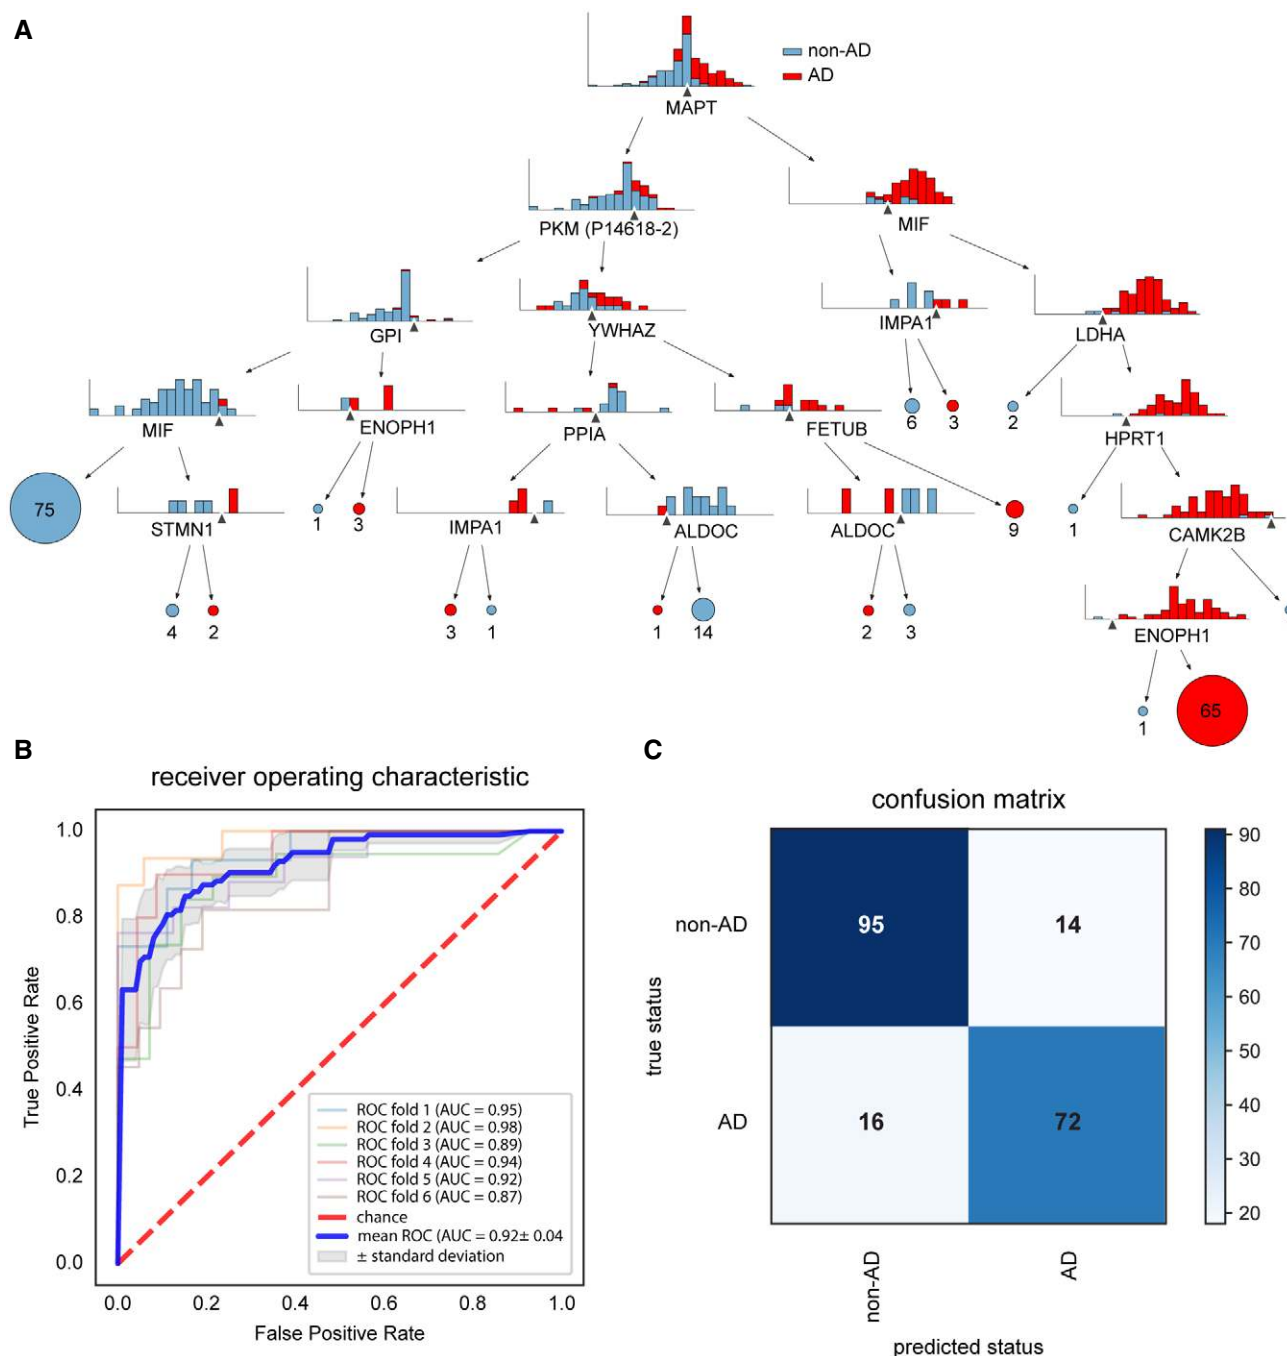 A
non-AD
AD
MAPT
PKM (P14618-2)
MIF
GPI
YWHAZ
IMPA1
LDHA
MIF
ENOPH1
PPIA
FETUB
6
3
2
HPRT1
75
STMN1
1
3
IMPA1
ALDOC
ALDOC
9
1
CAMK2B
4
2
3
1
1
14
2
3
ENOPH1
1
65
B
receiver operating characteristic
True Positive Rate
1.0
0.8
0.6
0.4
0.2
0.0
ROC fold 1 (AUC = 0.95)
ROC fold 2 (AUC = 0.98)
ROC fold 3 (AUC = 0.89)
ROC fold 4 (AUC = 0.94)
ROC fold 5 (AUC = 0.92)
ROC fold 6 (AUC = 0.87)
chance
mean ROC (AUC = 0.92± 0.04
± standard deviation
0.0 0.2 0.4 0.6 0.8 1.0
False Positive Rate
C
confusion matrix
true status
non-AD
95
14
AD
16
72
non-AD
AD
predicted status
90
80
70
60
50
40
30
20